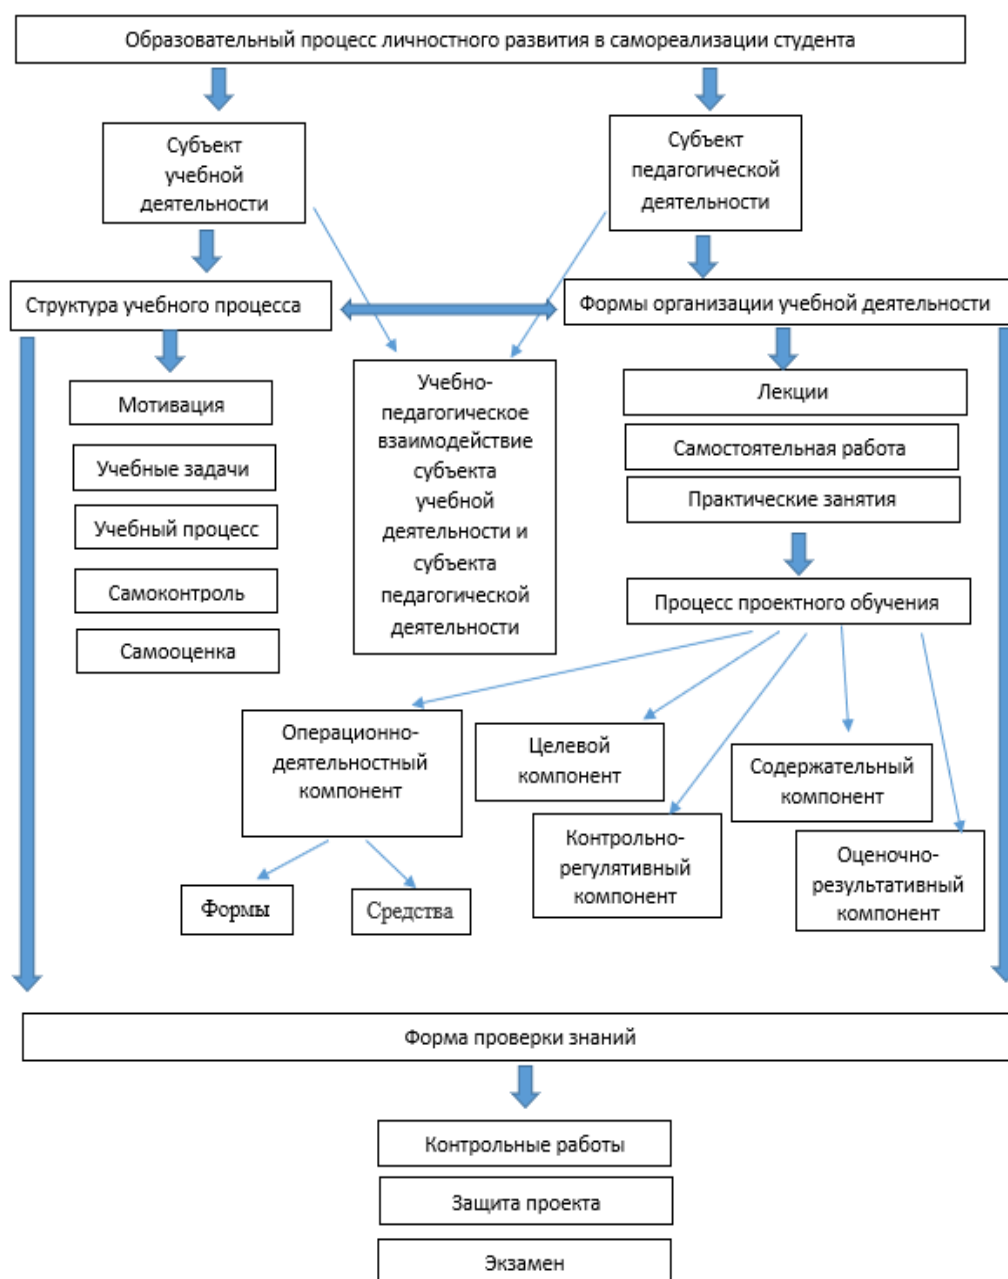 Образовательный процесс личностного развития в самореализации студента
Субъект
учебной
деятельности
Субъект
педагогической
деятельности
Структура учебного процесса
Формы организации учебной деятельности
Мотивация
Учебные задачи
Учебный процесс
Самоконтроль
Самооценка
Учебно-
педагогическое
взаимодействие
субъекта
учебной
деятельности и
субъекта
педагогической
деятельности
Лекции
Самостоятельная работа
Практические занятия
Процесс проектного обучения
Операционно-
деятельностный
компонент
Целевой
компонент
Содержательный
компонент
Контрольно-
регулятивный
компонент
Оценочно-
результативный
компонент
Формы
Средства
Форма проверки знаний
Контрольные работы
Защита проекта
Экзамен